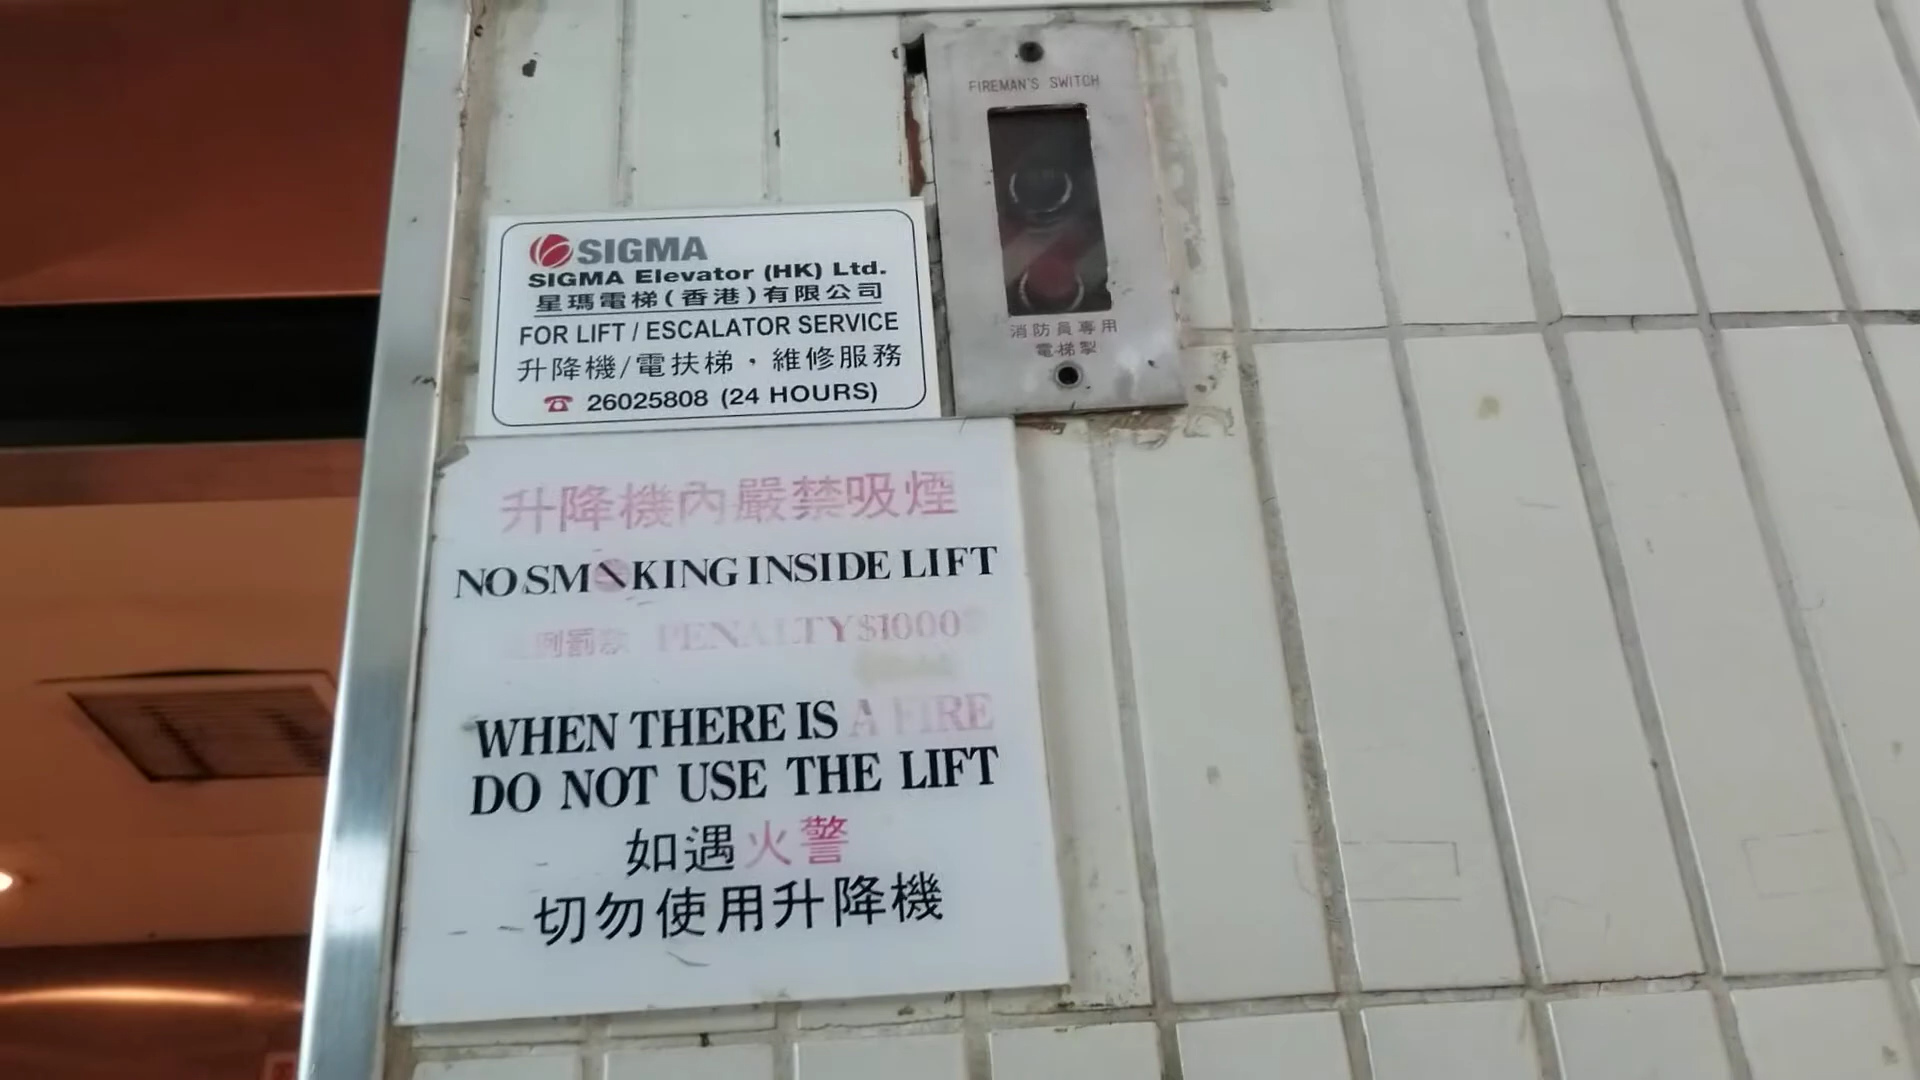 FIREMAN'S SWITCH
消防員專用
電梯掣
SIGMA
SIGMA Elevator (HK) Ltd.
星瑪電梯(香港)有限公司
FOR LIFT / ESCALATOR SERVICE
升降機/電扶梯，維修服務
☎ 26025808 (24 HOURS)
升降機內嚴禁吸煙
NO SMOKING INSIDE LIFT
例罰款 PENALTY $1000
WHEN THERE IS A FIRE
DO NOT USE THE LIFT
如遇火警
切勿使用升降機